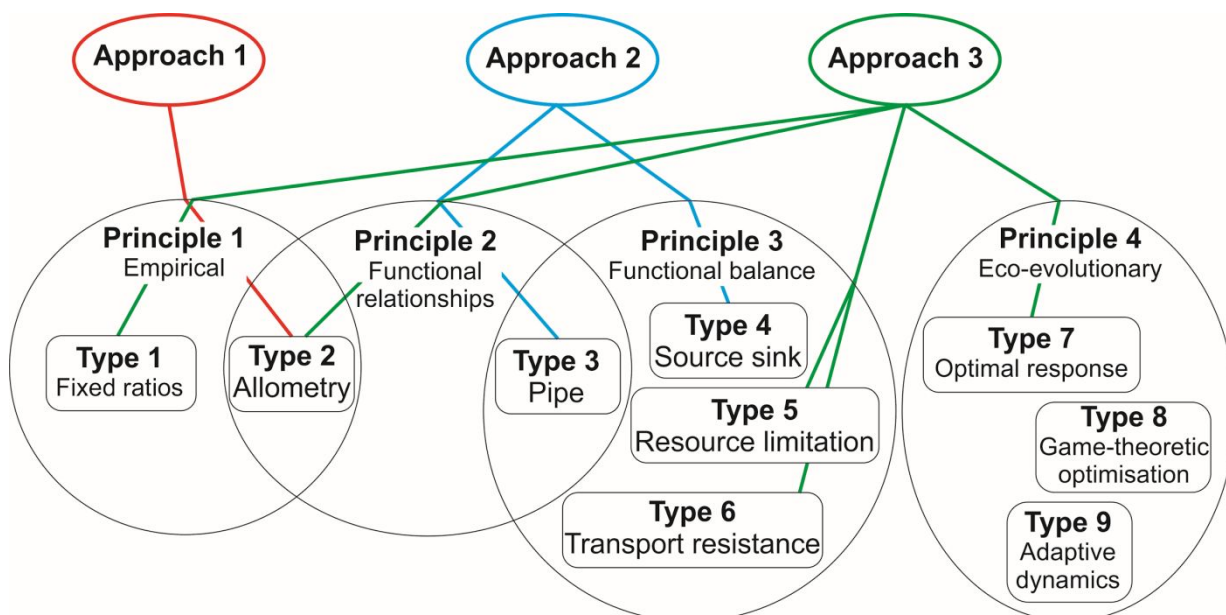 Approach 1
Approach 2
Approach 3
Principle 1
Empirical
Principle 2
Functional
relationships
Principle 3
Functional balance
Principle 4
Eco-evolutionary
Type 1
Fixed ratios
Type 2
Allometry
Type 3
Pipe
Type 4
Source sink
Type 5
Resource limitation
Type 6
Transport resistance
Type 7
Optimal response
Type 8
Game-theoretic
optimisation
Type 9
Adaptive
dynamics